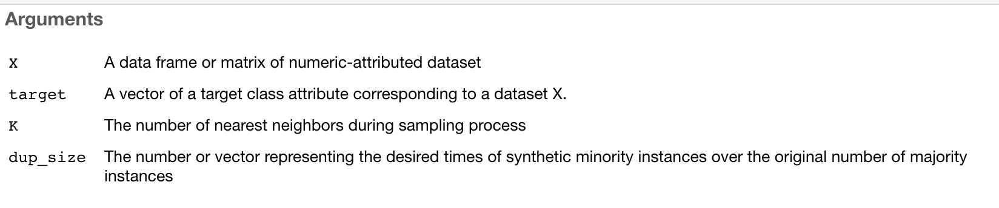 Arguments
X A data frame or matrix of numeric-attributed dataset
target A vector of a target class attribute corresponding to a dataset X.
K The number of nearest neighbors during sampling process
dup_size The number or vector representing the desired times of synthetic minority instances over the original number of majority
instances